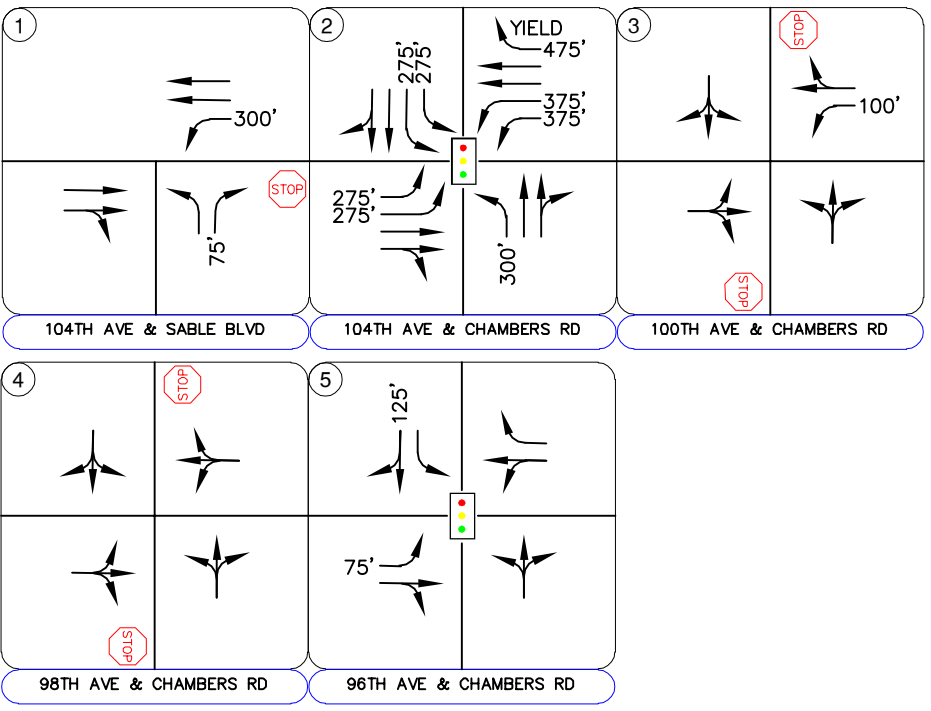 1
300'
STOP
75'
104TH AVE & SABLE BLVD
2
275'
275'
YIELD
475'
375'
375'
275'
275'
300'
104TH AVE & CHAMBERS RD
3
STOP
100'
STOP
100TH AVE & CHAMBERS RD
4
STOP
STOP
98TH AVE & CHAMBERS RD
5
125'
75'
96TH AVE & CHAMBERS RD